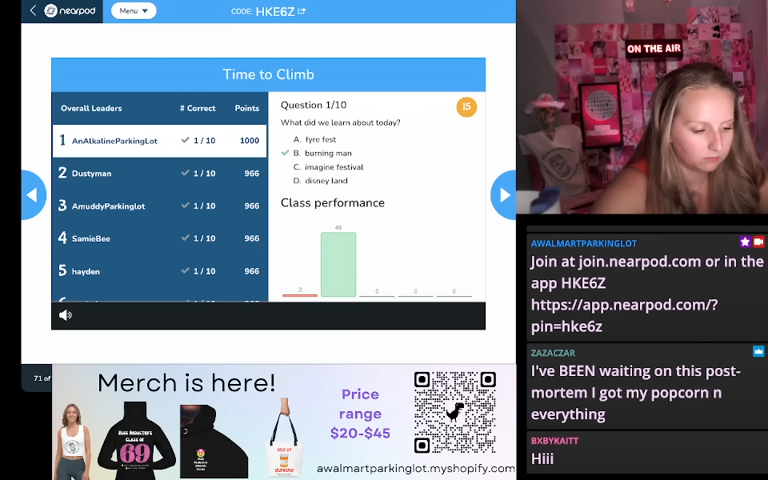 nearpod
Menu
CODE: HKE6Z
ON THE AIR
Time to Climb
Overall Leaders # Correct Points
1 AnAlkalineParkingLot 1 / 10 1000
2 Dustyman 1 / 10 966
3 AmuddyParkinglot 1 / 10 966
4 SamieBee 1 / 10 966
5 hayden 1 / 10 966
Question 1/10
15
What did we learn about today?
A. fyre fest
B. burning man
C. imagine festival
D. disney land
Class performance
48
2 0 0 0
71 of
Merch is here!
Price
range
$20-$45
awalmartparkinglot.myshopify.com
CLASS OF
69
AWALMARTPARKINGLOT
Join at join.nearpod.com or in the
app HKE6Z
https://app.nearpod.com/?
pin=hke6z
ZAZACZAR
I've BEEN waiting on this post-
mortem I got my popcorn n
everything
BXBYKAITT
Hiii